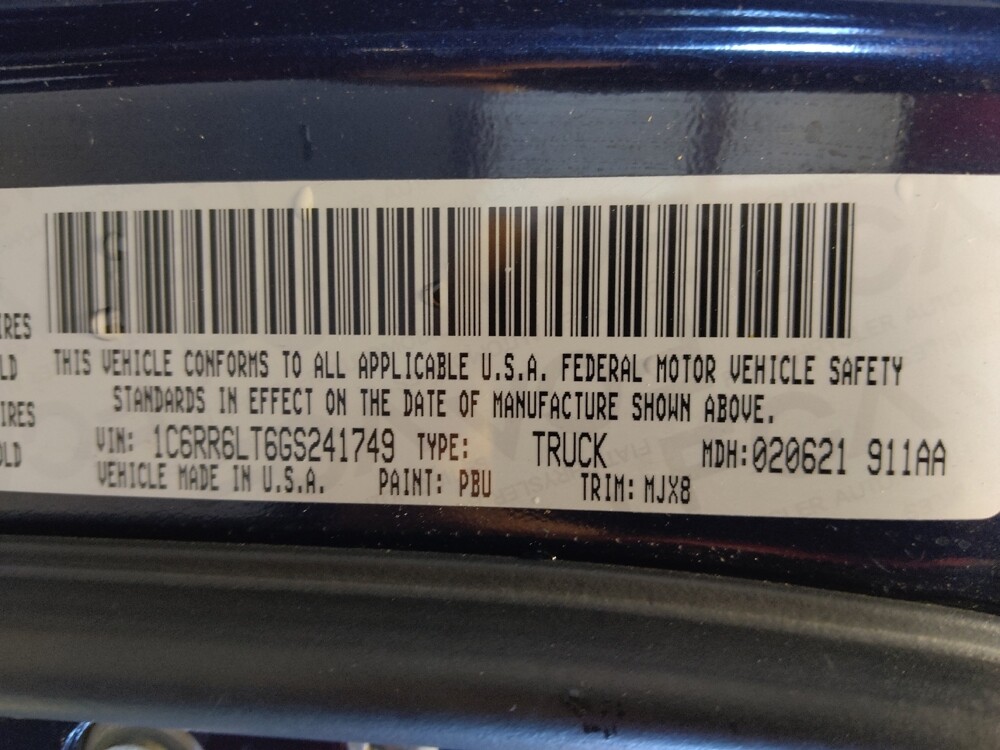 IRES
LD
IRES
OLD
THIS VEHICLE CONFORMS TO ALL APPLICABLE U.S.A. FEDERAL MOTOR VEHICLE SAFETY
STANDARDS IN EFFECT ON THE DATE OF MANUFACTURE SHOWN ABOVE.
VIN: 1C6RR6LT6GS241749 TYPE: TRUCK MDH:020621 911AA
VEHICLE MADE IN U.S.A. PAINT: PBU TRIM: MJX8